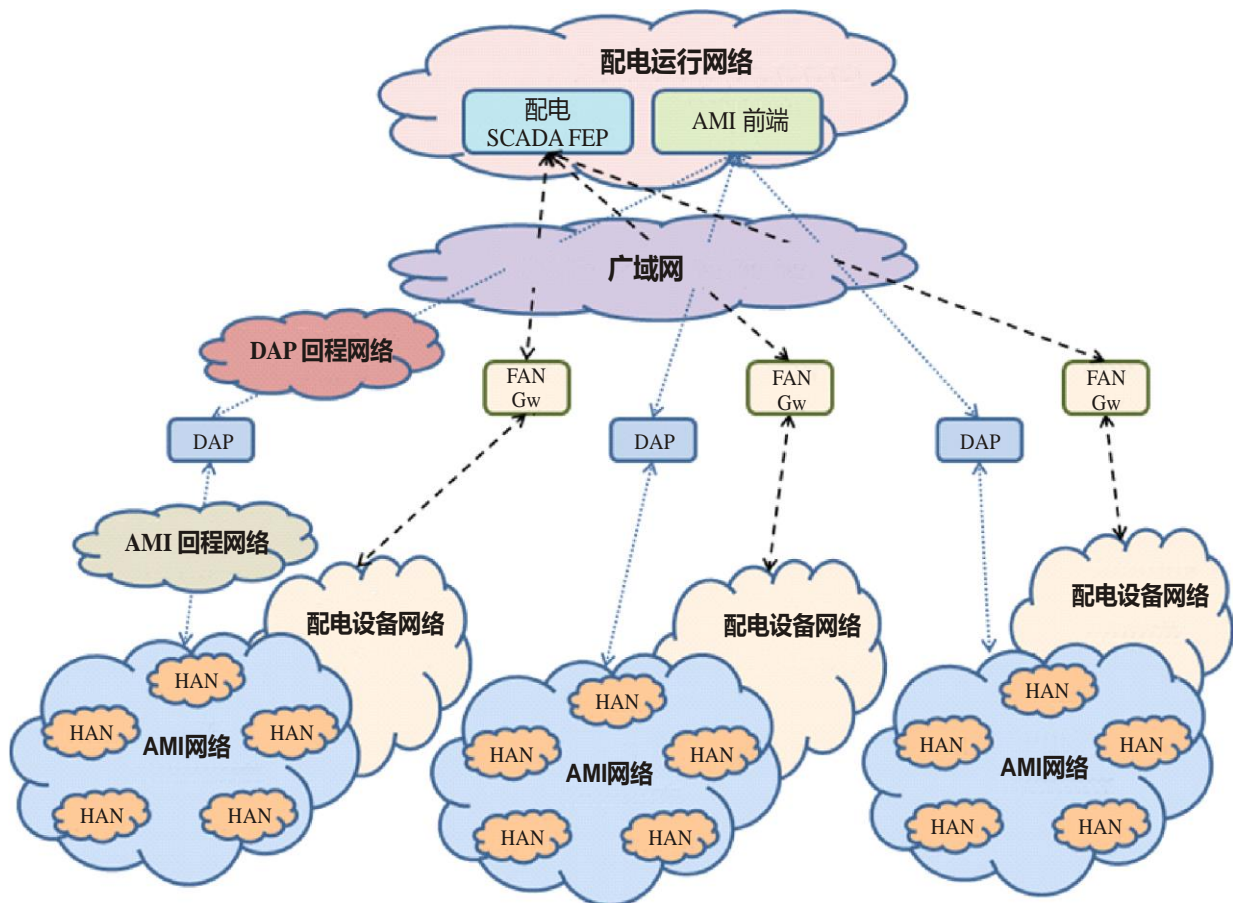 配电运行网络
配电
SCADA FEP
AMI 前端
广域网
DAP 回程网络
FAN
Gw
FAN
Gw
FAN
Gw
DAP
DAP
DAP
AMI 回程网络
配电设备网络
配电设备网络
配电设备网络
HAN
HAN
HAN
AMI网络
HAN
HAN
HAN
HAN
HAN
AMI网络
HAN
HAN
HAN
HAN
HAN
AMI网络
HAN
HAN